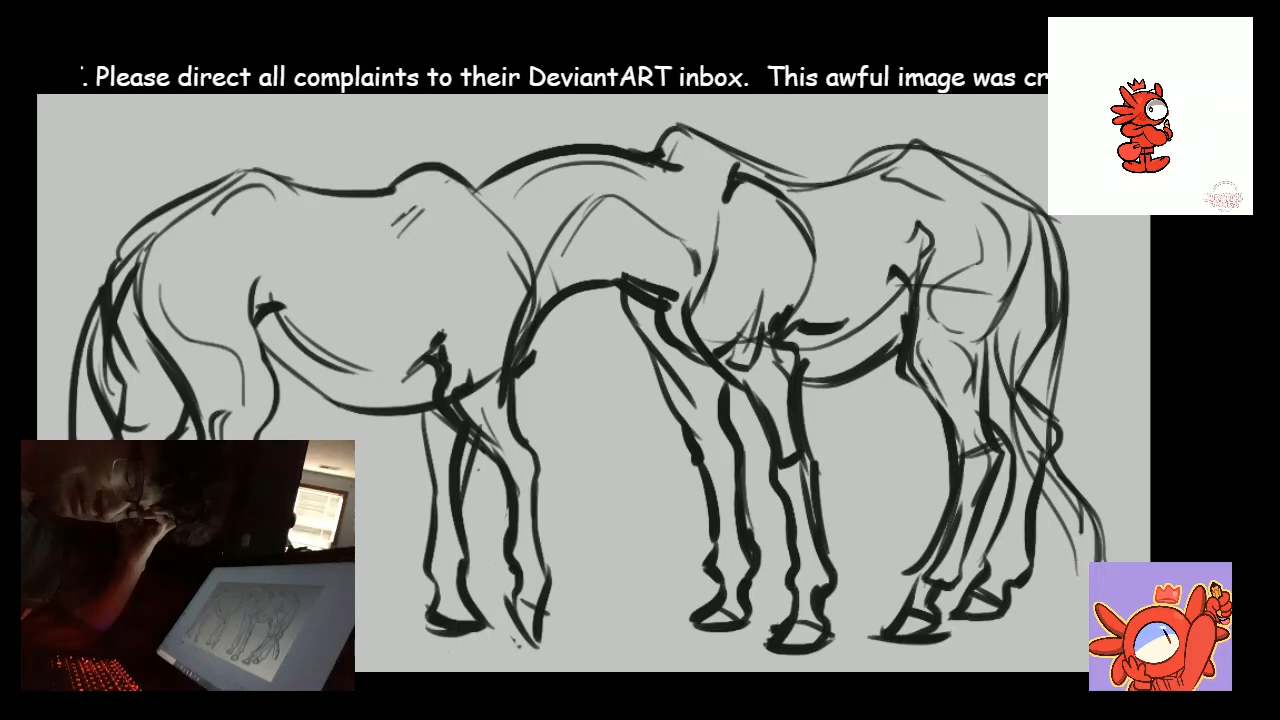 . Please direct all complaints to their DeviantART inbox. This awful image was cr